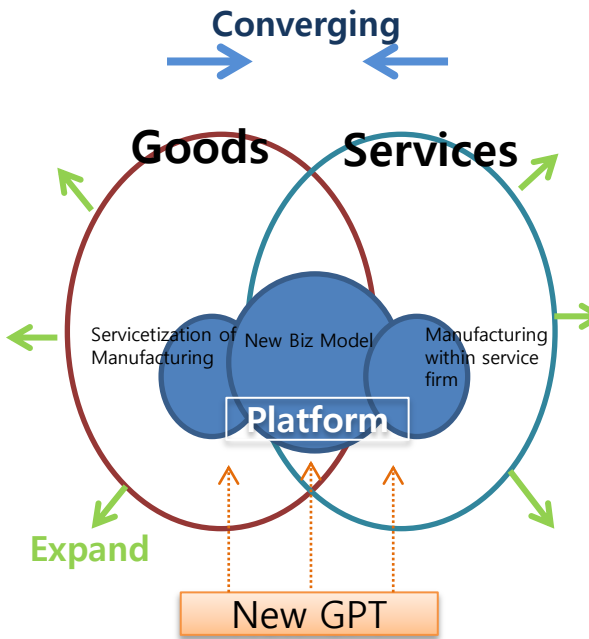 Converging
Goods
Services
Servicetization of
Manufacturing
New Biz Model
Manufacturing
within service
firm
Platform
Expand
New GPT